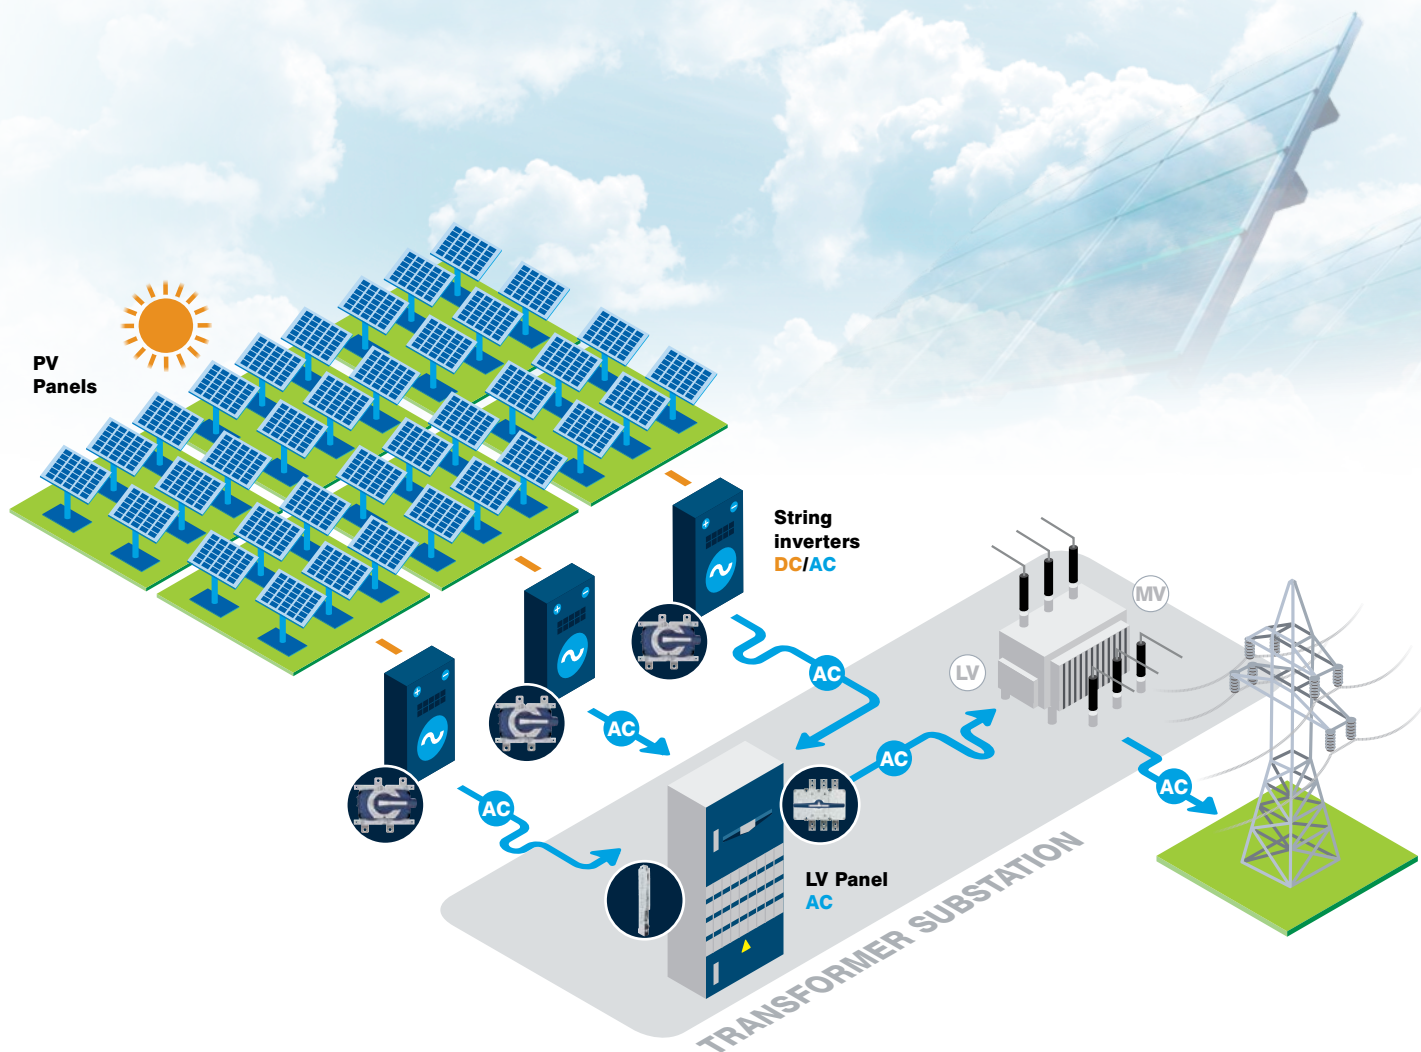 PV
Panels
String
inverters
DC/AC
MV
LV
AC
AC
AC
AC
AC
LV Panel
AC
TRANSFORMER SUBSTATION